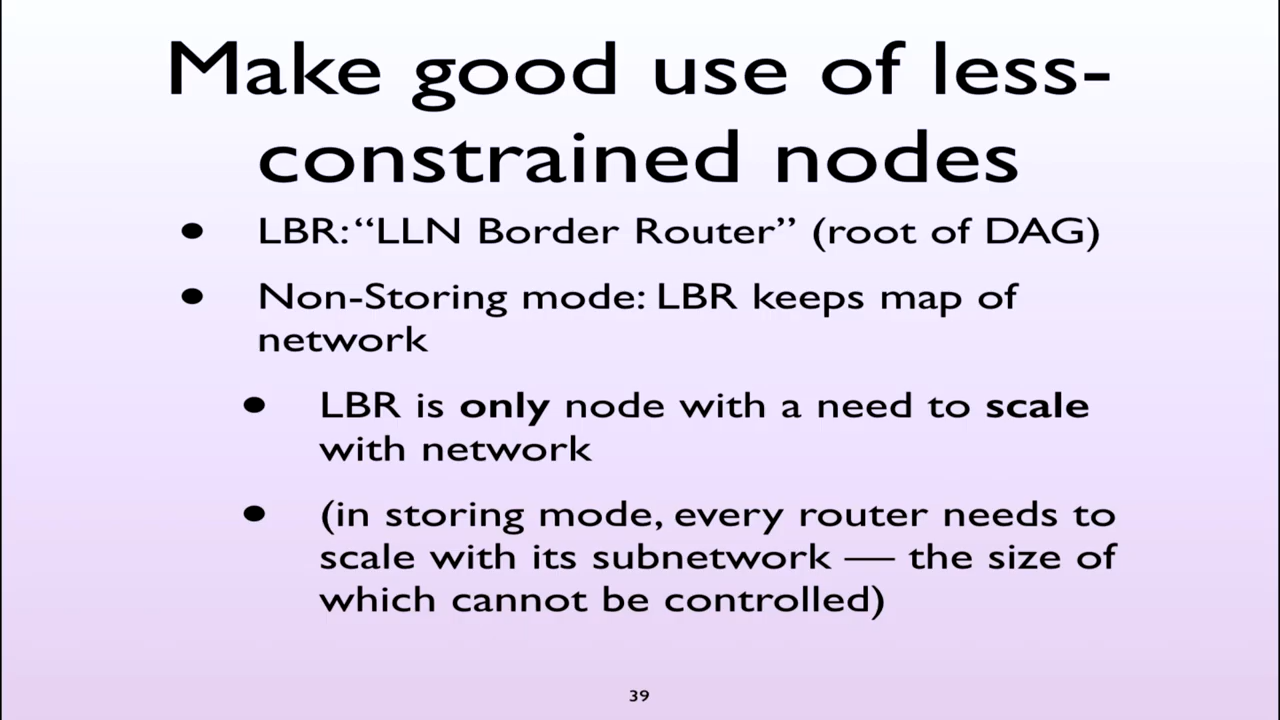 Make good use of less-
constrained nodes
• LBR: “LLN Border Router” (root of DAG)
• Non-Storing mode: LBR keeps map of
network
• LBR is only node with a need to scale
with network
• (in storing mode, every router needs to
scale with its subnetwork — the size of
which cannot be controlled)
39